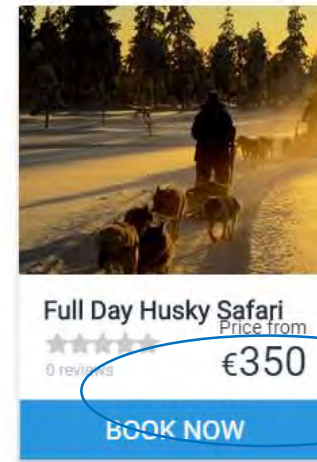 Full Day Husky Safari
Price from
0 reviews
€350
BOOK NOW